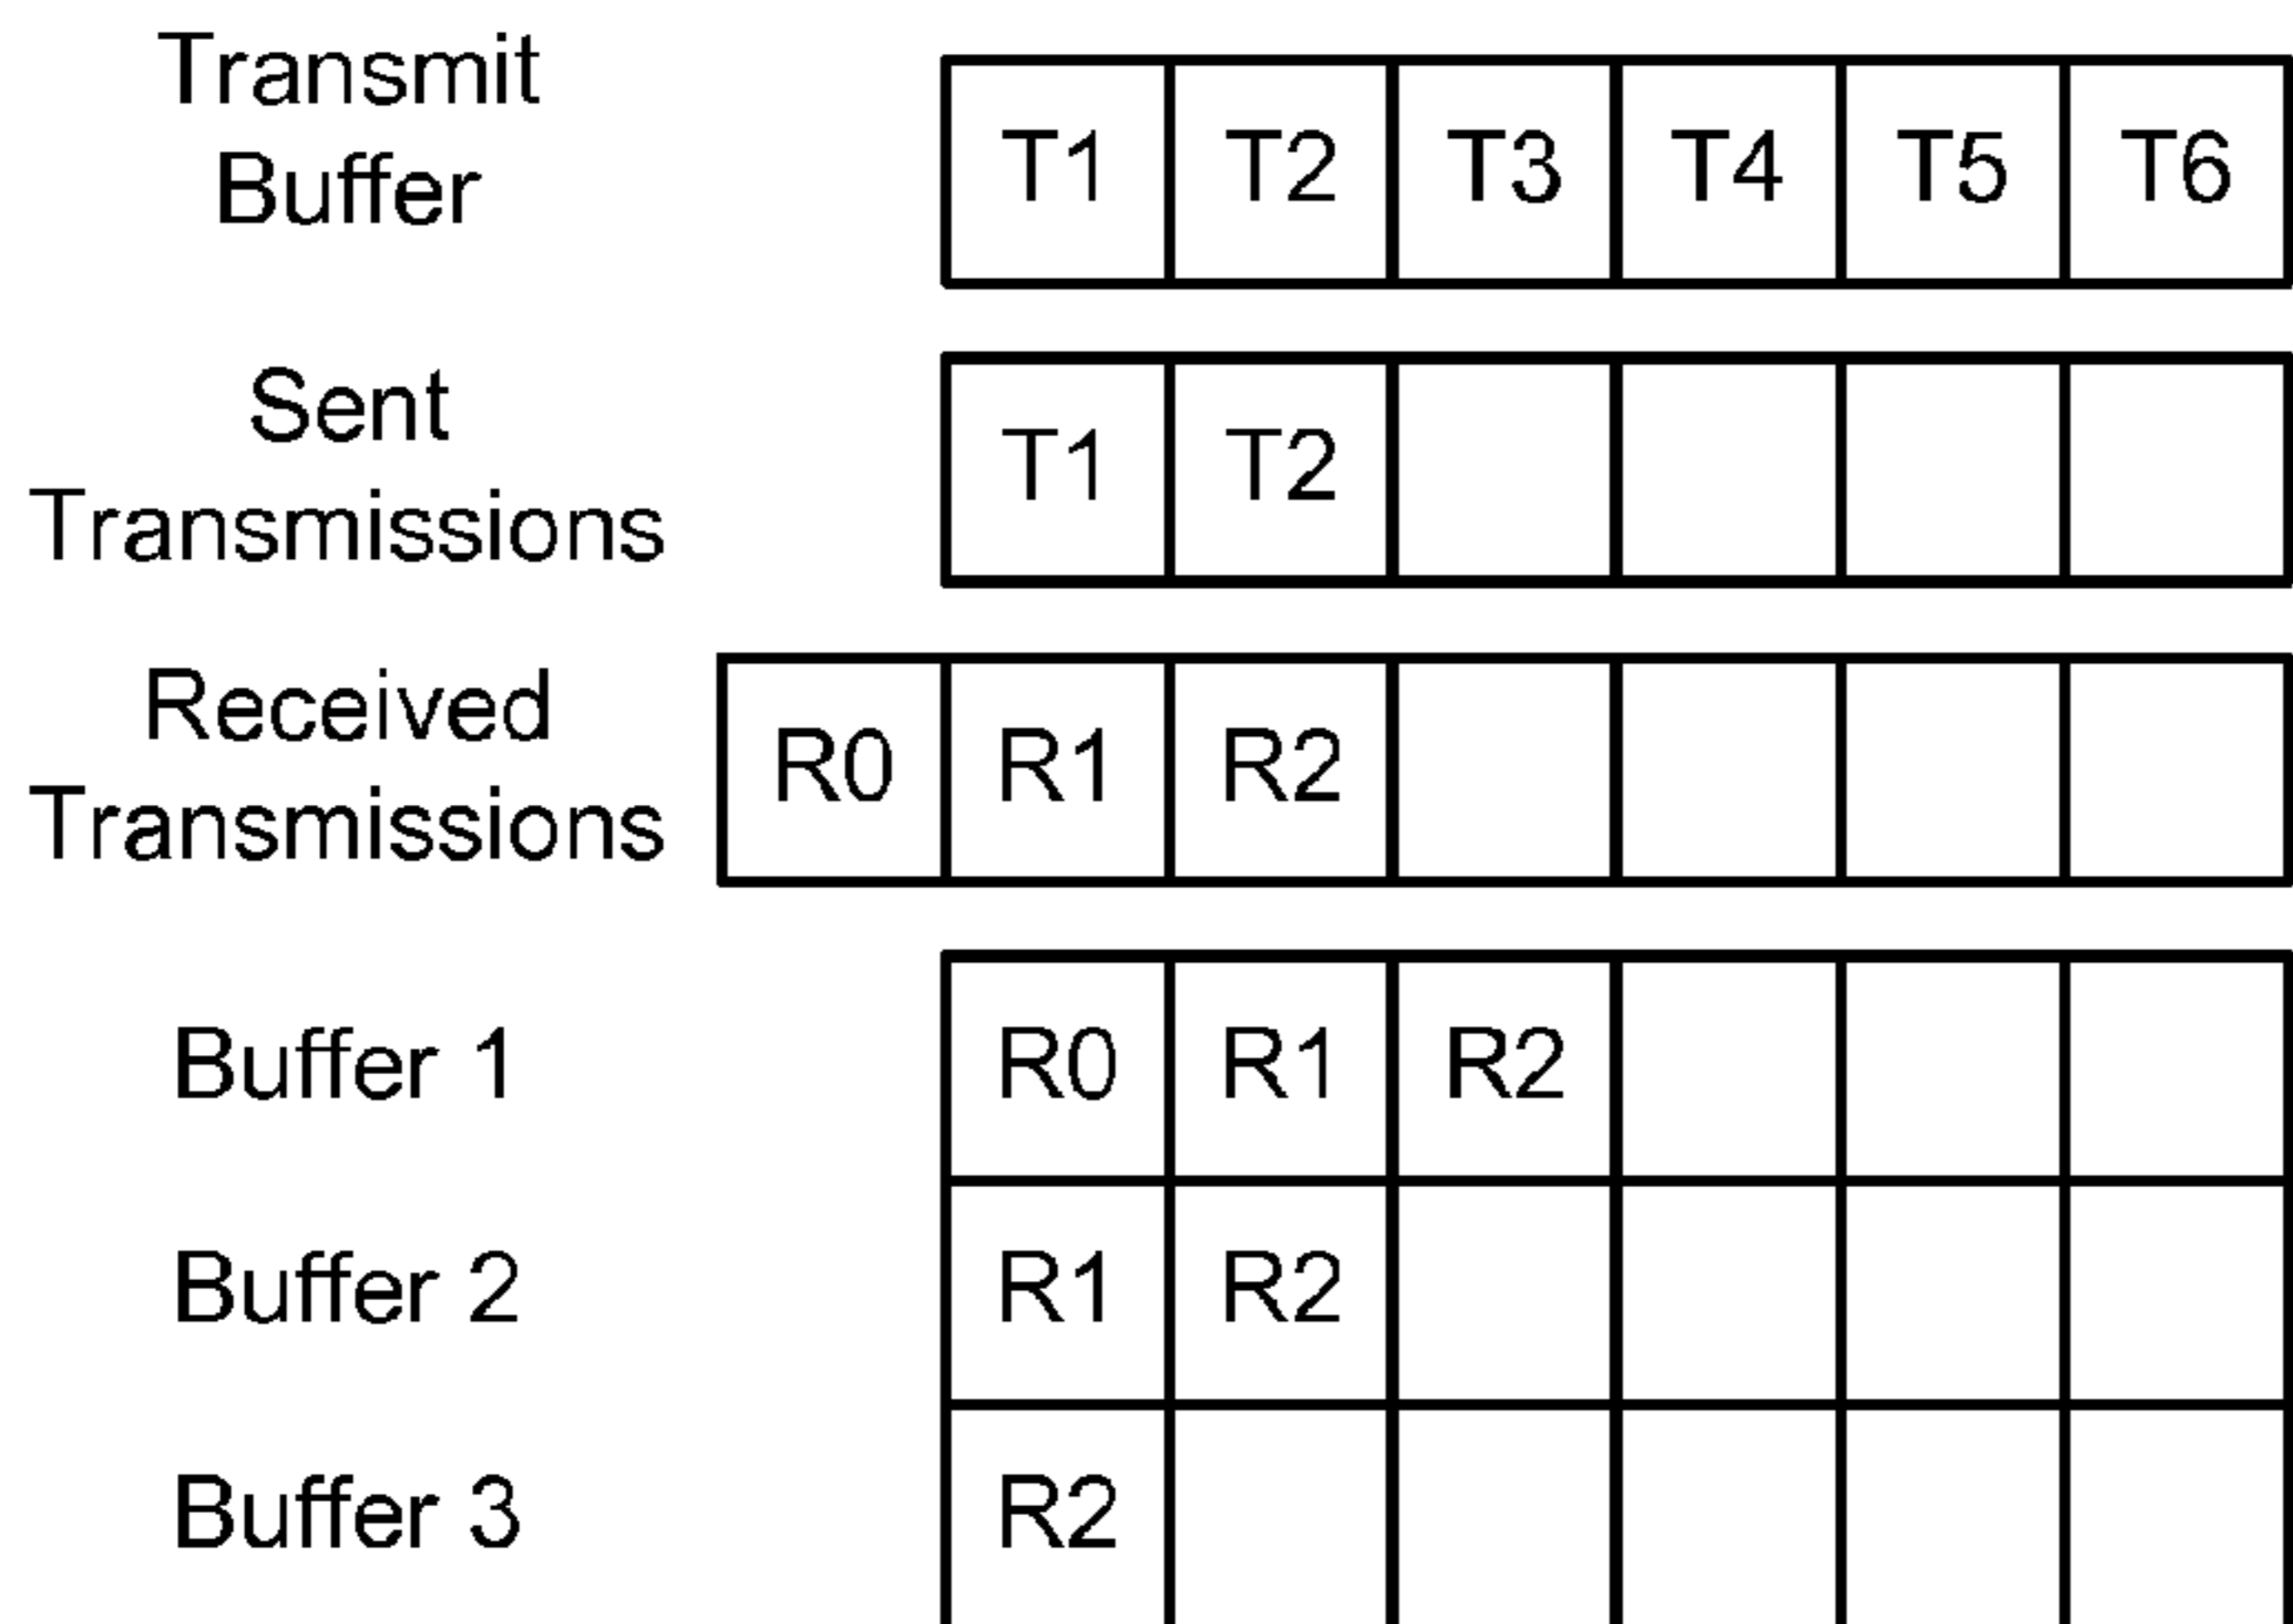 Transmit
Buffer
T1 T2 T3 T4 T5 T6
Sent
Transmissions
T1 T2
Received
Transmissions
R0 R1 R2
Buffer 1
R0 R1 R2
Buffer 2
R1 R2
Buffer 3
R2